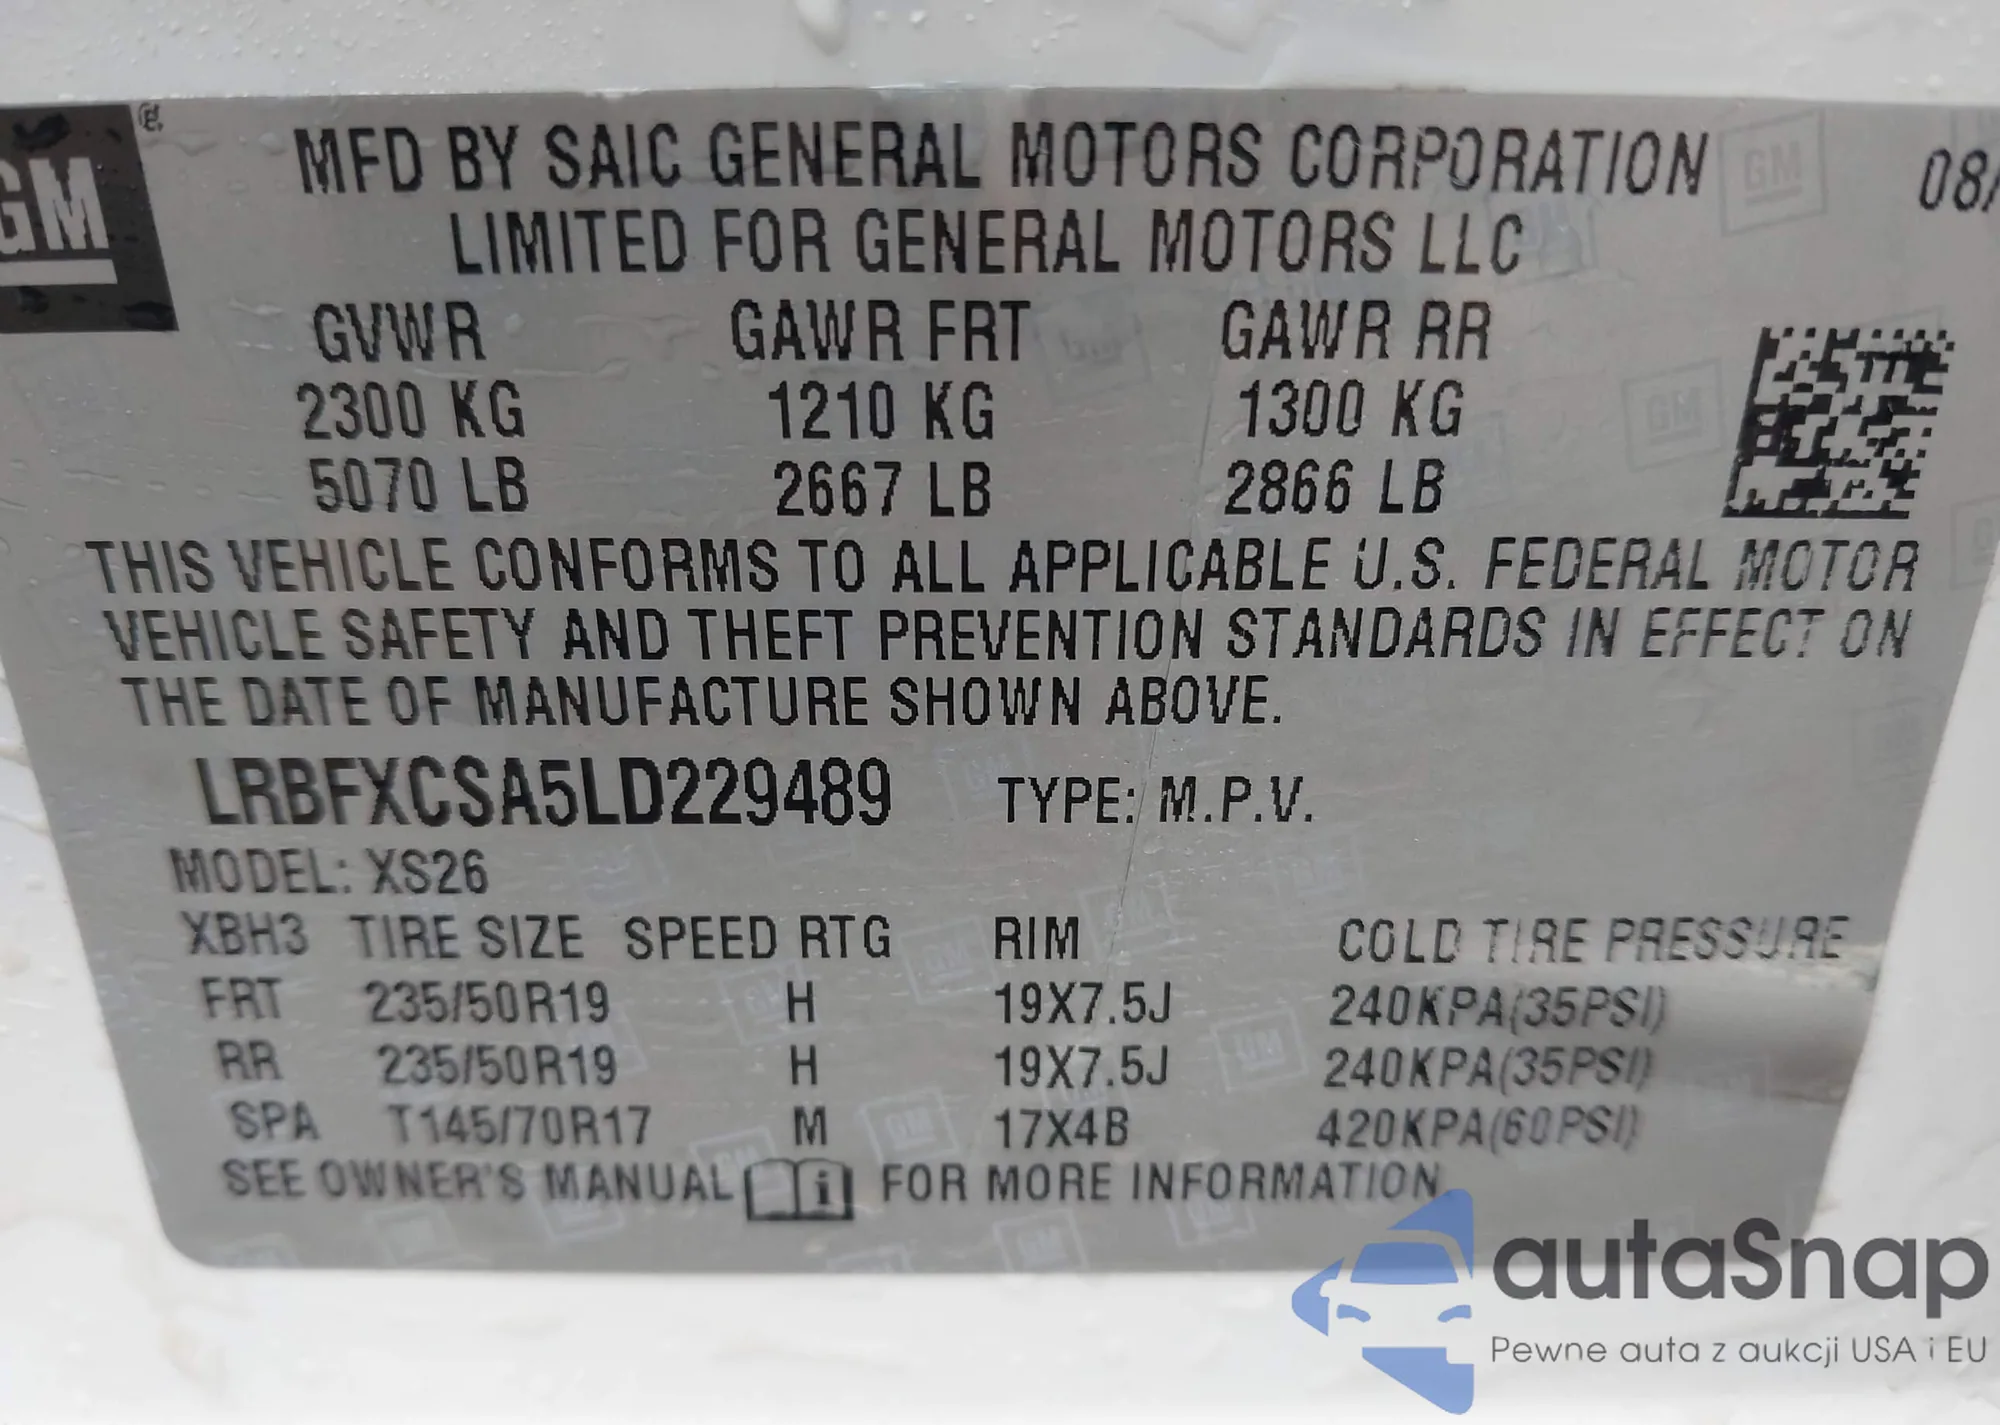 GM
MFD BY SAIC GENERAL MOTORS CORPORATION 08/
LIMITED FOR GENERAL MOTORS LLC
GVWR GAWR FRT GAWR RR
2300 KG 1210 KG 1300 KG
5070 LB 2667 LB 2866 LB
THIS VEHICLE CONFORMS TO ALL APPLICABLE U.S. FEDERAL MOTOR
VEHICLE SAFETY AND THEFT PREVENTION STANDARDS IN EFFECT ON
THE DATE OF MANUFACTURE SHOWN ABOVE.
LRBFXCSA5LD229489 TYPE: M.P.V.
MODEL: XS26
XBH3 TIRE SIZE SPEED RTG RIM COLD TIRE PRESSURE
FRT 235/50R19 H 19X7.5J 240KPA(35PSI)
RR 235/50R19 H 19X7.5J 240KPA(35PSI)
SPA T145/70R17 M 17X4B 420KPA(60PSI)
SEE OWNER'S MANUAL i FOR MORE INFORMATION
autaSnap
Pewne auta z aukcji USA i EU